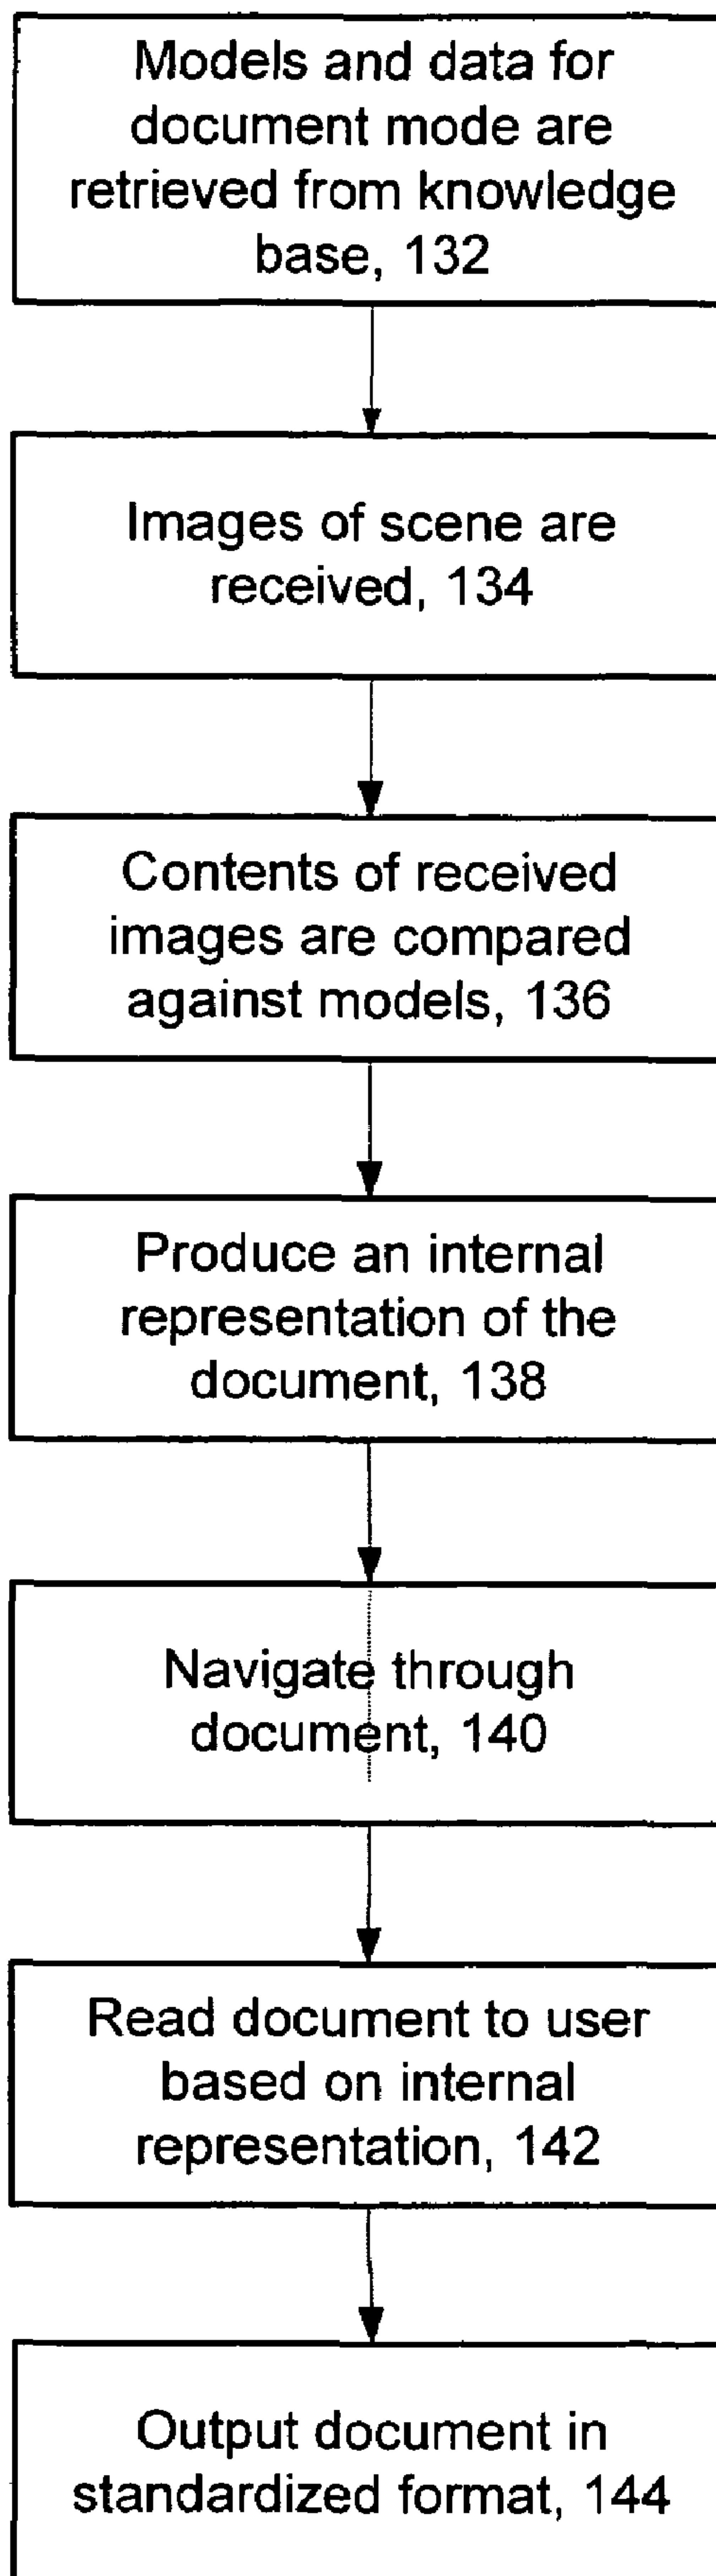 Models and data for
document mode are
retrieved from knowledge
base, 132
Images of scene are
received, 134
Contents of received
images are compared
against models, 136
Produce an internal
representation of the
document, 138
Navigate through
document, 140
Read document to user
based on internal
representation, 142
Output document in
standardized format, 144